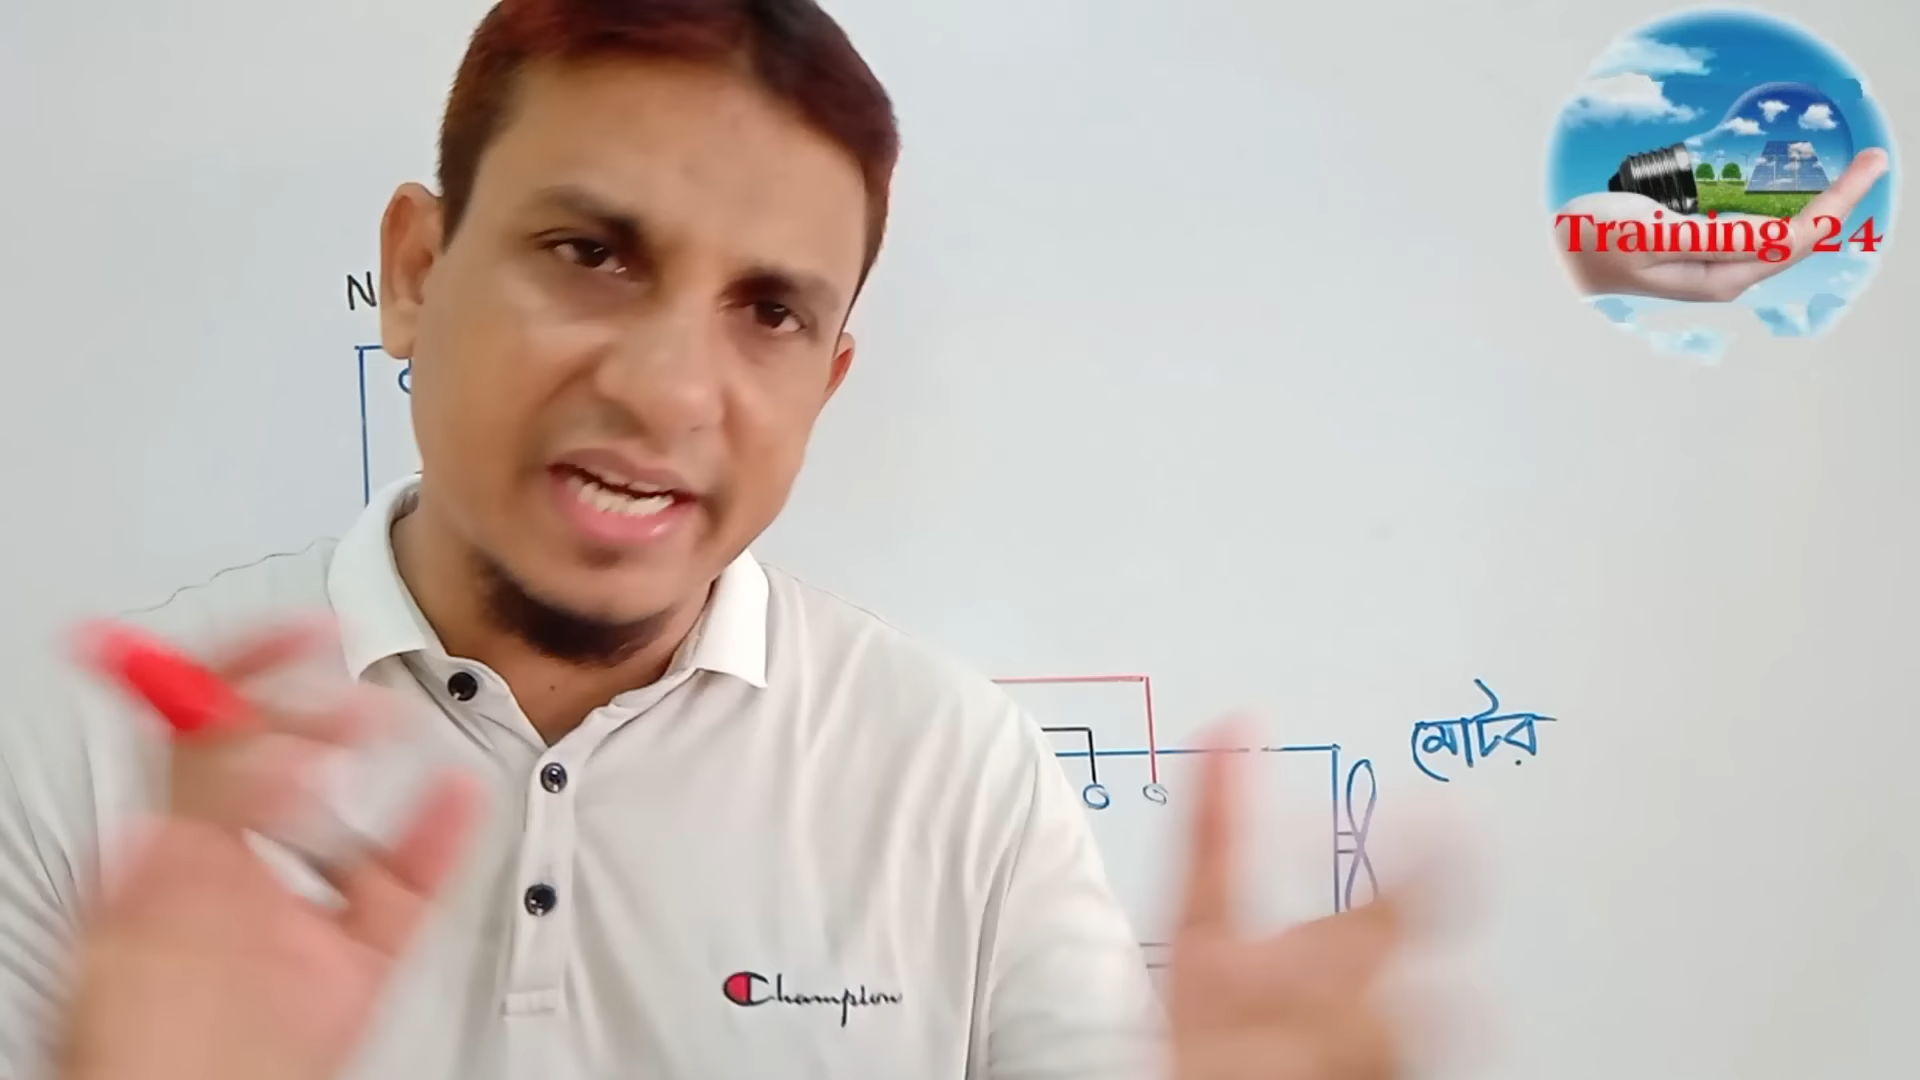 Training 24
N
মোটর
Champion